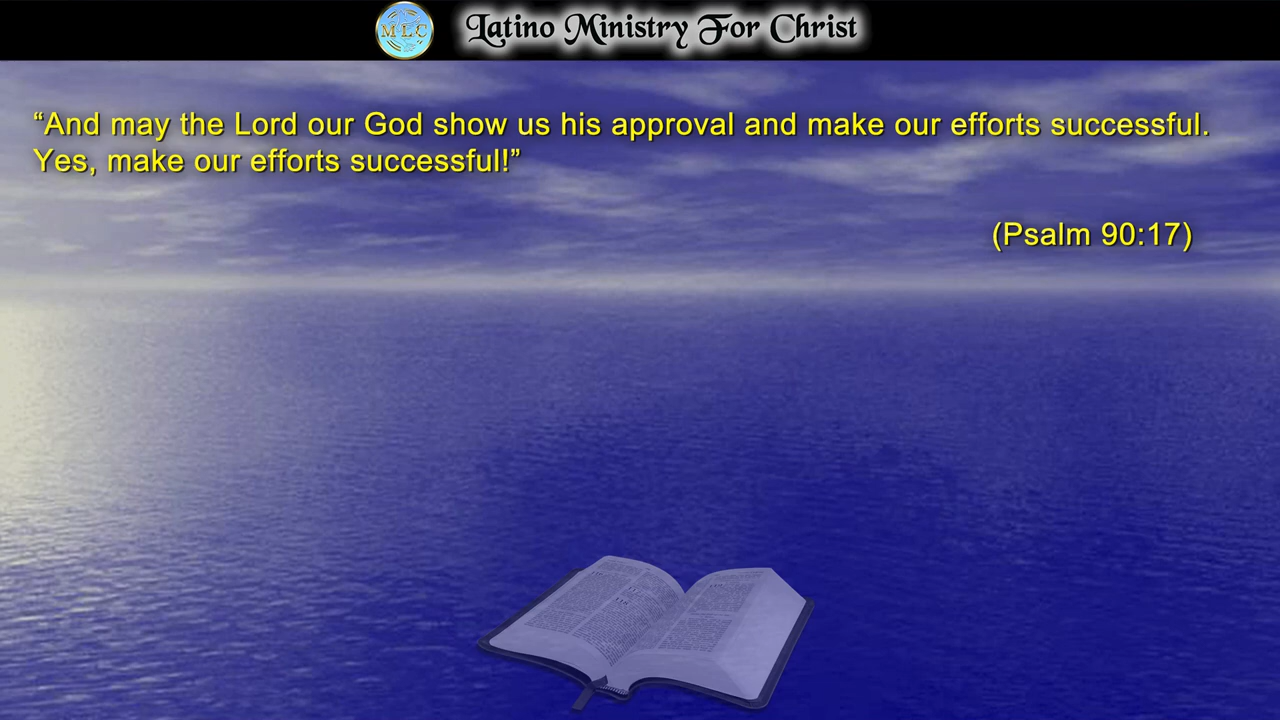 MLC
Latino Ministry For Christ
“And may the Lord our God show us his approval and make our efforts successful.
Yes, make our efforts successful!”
(Psalm 90:17)